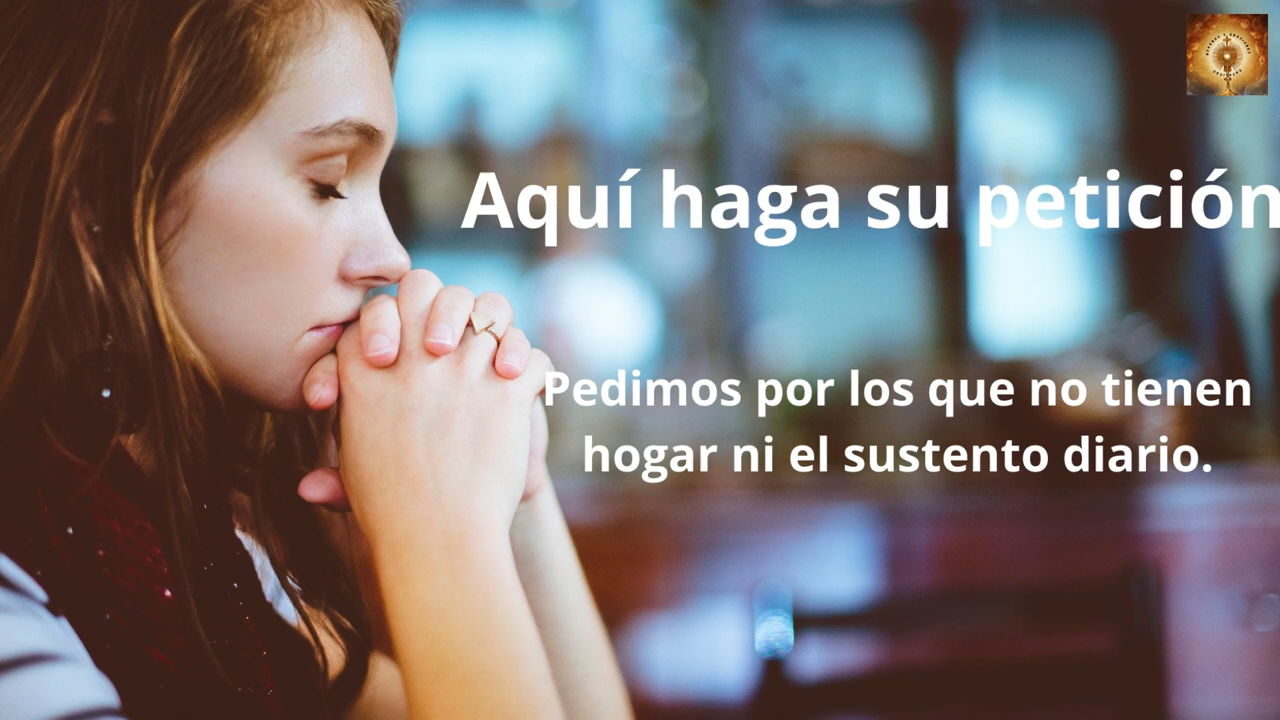 Aquí haga su petición
Pedimos por los que no tienen
hogar ni el sustento diario.